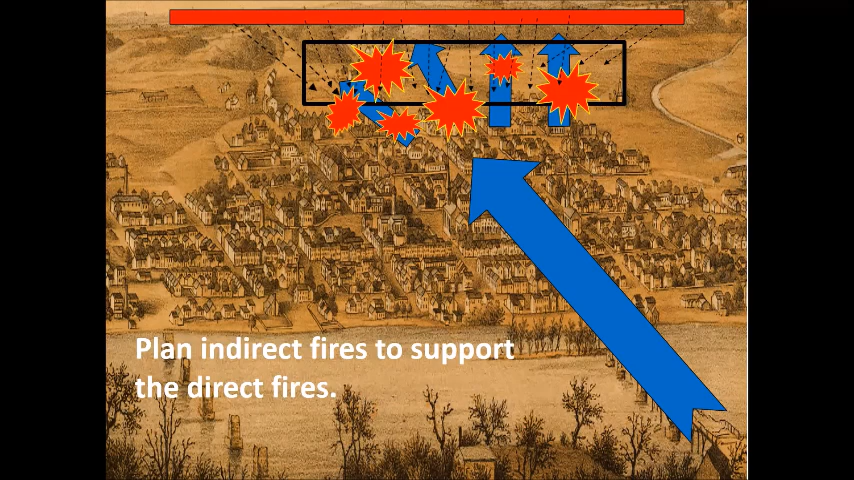 Plan indirect fires to support
the direct fires.